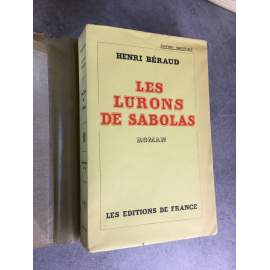 HENRI BÉRAUD
LES
LURONS
DE SABOLAS
ROMAN
LES EDITIONS DE FRANCE